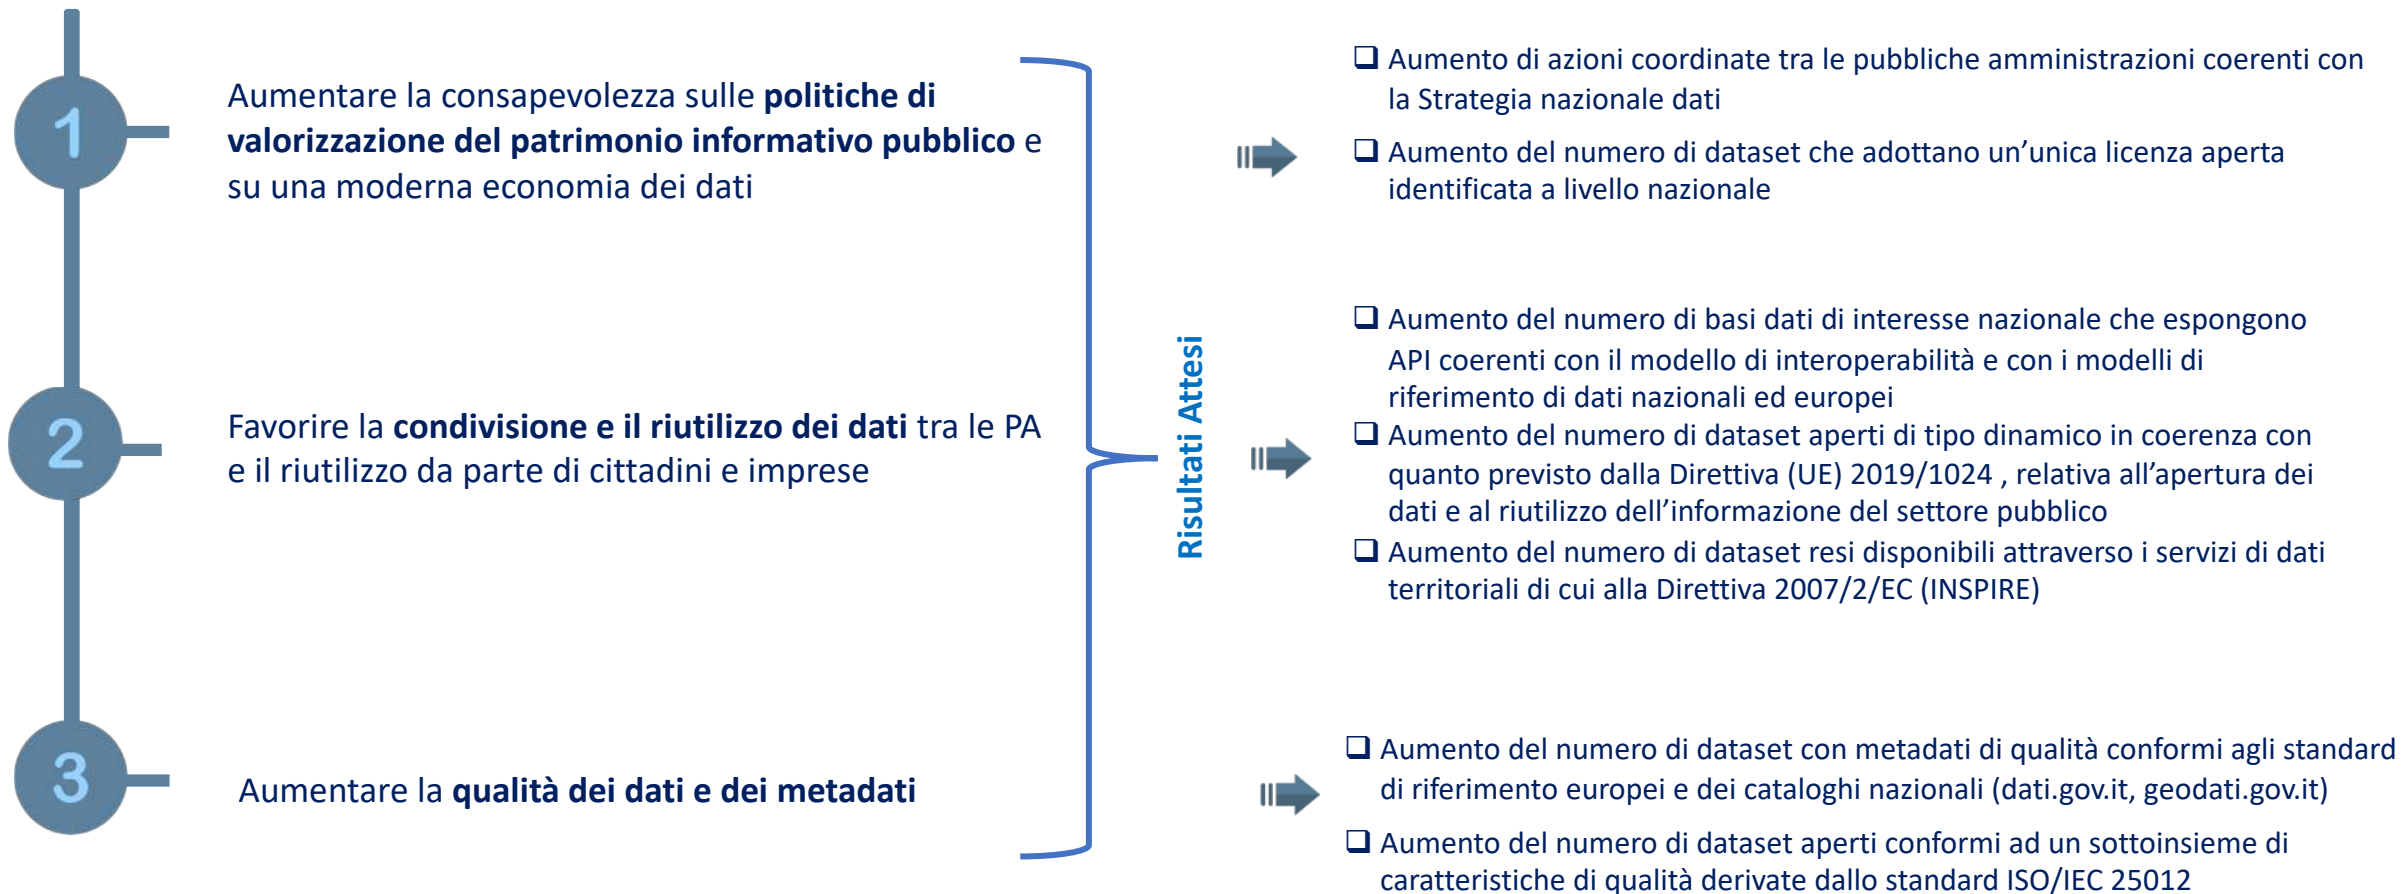 1
Aumentare la consapevolezza sulle politiche di
valorizzazione del patrimonio informativo pubblico e
su una moderna economia dei dati
2
Favorire la condivisione e il riutilizzo dei dati tra le PA
e il riutilizzo da parte di cittadini e imprese
3
Aumentare la qualità dei dati e dei metadati
Risultati Attesi
❑ Aumento di azioni coordinate tra le pubbliche amministrazioni coerenti con
la Strategia nazionale dati
❑ Aumento del numero di dataset che adottano un’unica licenza aperta
identificata a livello nazionale
❑ Aumento del numero di basi dati di interesse nazionale che espongono
API coerenti con il modello di interoperabilità e con i modelli di
riferimento di dati nazionali ed europei
❑ Aumento del numero di dataset aperti di tipo dinamico in coerenza con
quanto previsto dalla Direttiva (UE) 2019/1024 , relativa all’apertura dei
dati e al riutilizzo dell’informazione del settore pubblico
❑ Aumento del numero di dataset resi disponibili attraverso i servizi di dati
territoriali di cui alla Direttiva 2007/2/EC (INSPIRE)
❑ Aumento del numero di dataset con metadati di qualità conformi agli standard
di riferimento europei e dei cataloghi nazionali (dati.gov.it, geodati.gov.it)
❑ Aumento del numero di dataset aperti conformi ad un sottoinsieme di
caratteristiche di qualità derivate dallo standard ISO/IEC 25012